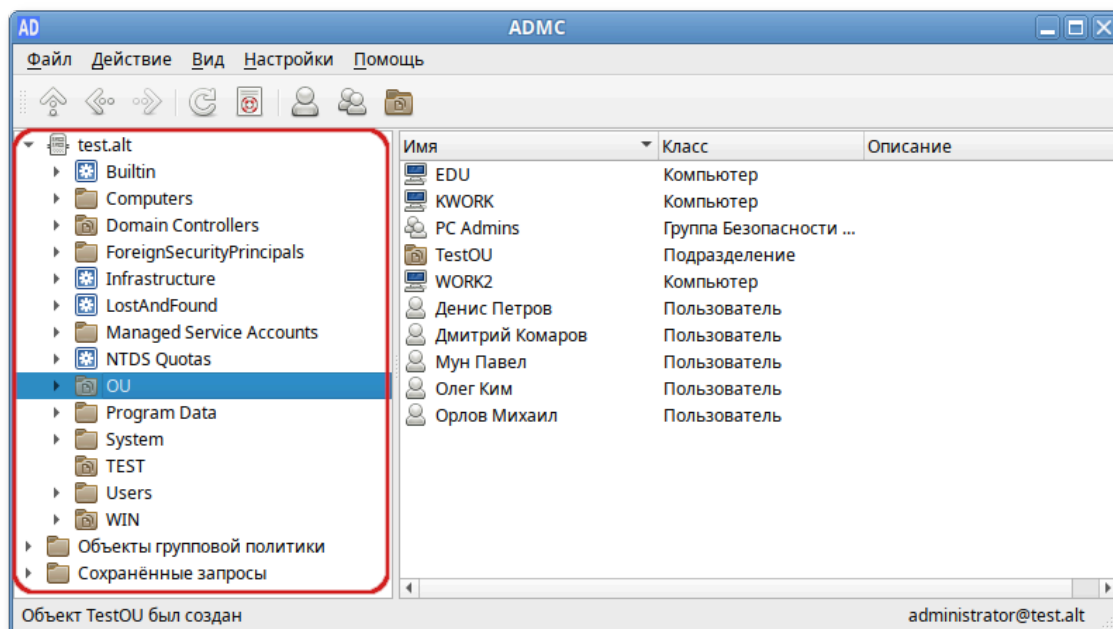 AD ADMC
Файл Действие Вид Настройки Помощь
test.alt
Builtin
Computers
Domain Controllers
ForeignSecurityPrincipals
Infrastructure
LostAndFound
Managed Service Accounts
NTDS Quotas
OU
Program Data
System
TEST
Users
WIN
Объекты групповой политики
Сохранённые запросы
Имя Класс Описание
EDU Компьютер
KWORK Компьютер
PC Admins Группа Безопасности ...
TestOU Подразделение
WORK2 Компьютер
Денис Петров Пользователь
Дмитрий Комаров Пользователь
Мун Павел Пользователь
Олег Ким Пользователь
Орлов Михаил Пользователь
Объект TestOU был создан administrator@test.alt